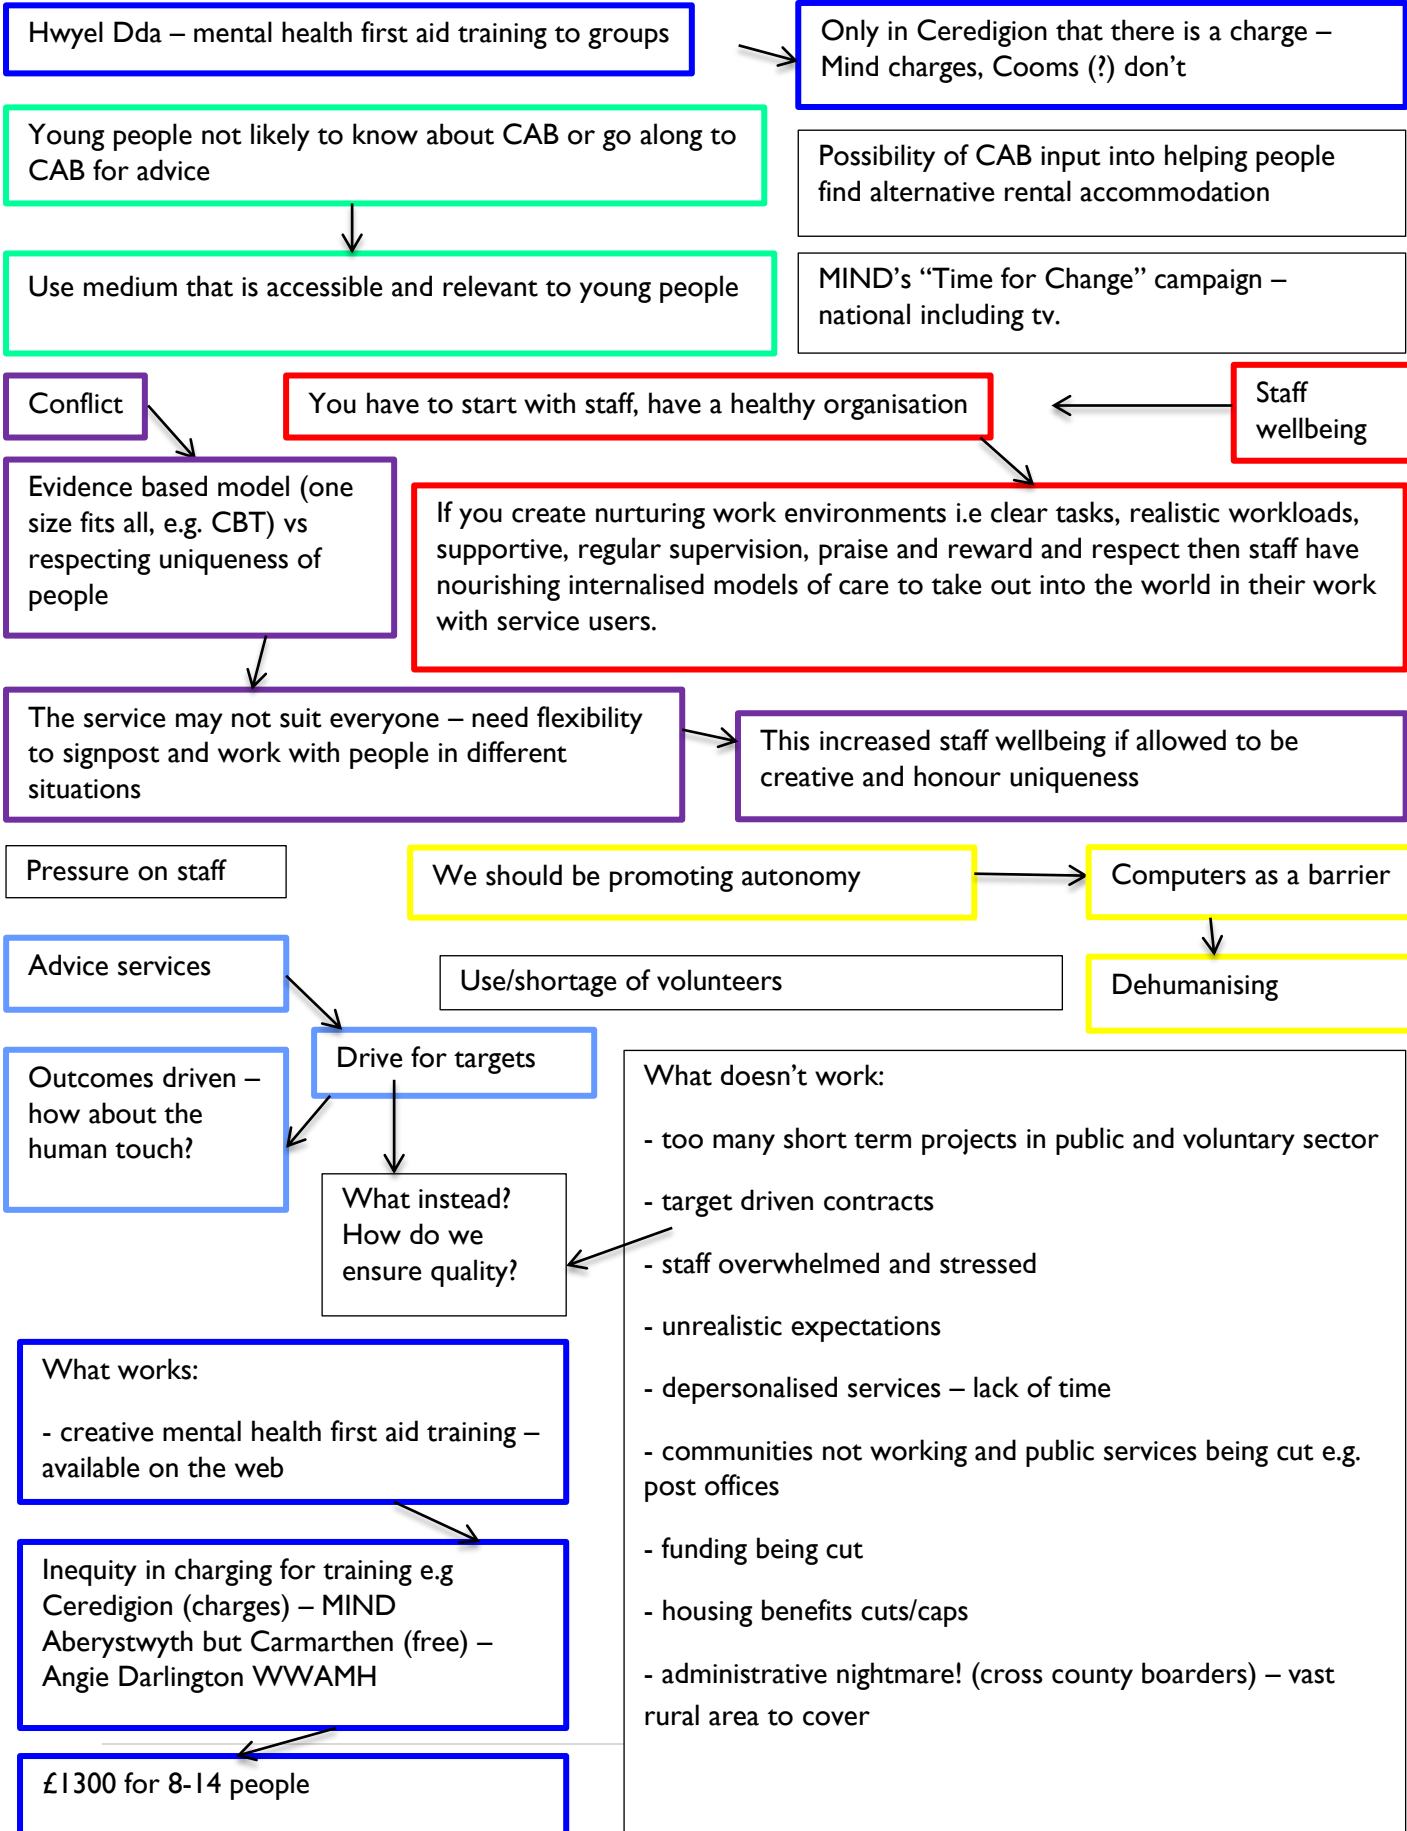 Hwyel Dda – mental health first aid training to groups
Only in Ceredigion that there is a charge –
Mind charges, Cooms (?) don't
Young people not likely to know about CAB or go along to
CAB for advice
Possibility of CAB input into helping people
find alternative rental accommodation
Use medium that is accessible and relevant to young people
MIND's “Time for Change” campaign –
national including tv.
Conflict
You have to start with staff, have a healthy organisation
Staff
wellbeing
Evidence based model (one
size fits all, e.g. CBT) vs
respecting uniqueness of
people
If you create nurturing work environments i.e clear tasks, realistic workloads,
supportive, regular supervision, praise and reward and respect then staff have
nourishing internalised models of care to take out into the world in their work
with service users.
The service may not suit everyone – need flexibility
to signpost and work with people in different
situations
This increased staff wellbeing if allowed to be
creative and honour uniqueness
Pressure on staff
We should be promoting autonomy
Computers as a barrier
Advice services
Use/shortage of volunteers
Dehumanising
Drive for targets
Outcomes driven –
how about the
human touch?
What instead?
How do we
ensure quality?
What doesn't work:
- too many short term projects in public and voluntary sector
- target driven contracts
- staff overwhelmed and stressed
- unrealistic expectations
- depersonalised services – lack of time
- communities not working and public services being cut e.g.
post offices
- funding being cut
- housing benefits cuts/caps
- administrative nightmare! (cross county boarders) – vast
rural area to cover
What works:
- creative mental health first aid training –
available on the web
Inequity in charging for training e.g
Ceredigion (charges) – MIND
Aberystwyth but Carmarthen (free) –
Angie Darlington WWAMH
£1300 for 8-14 people